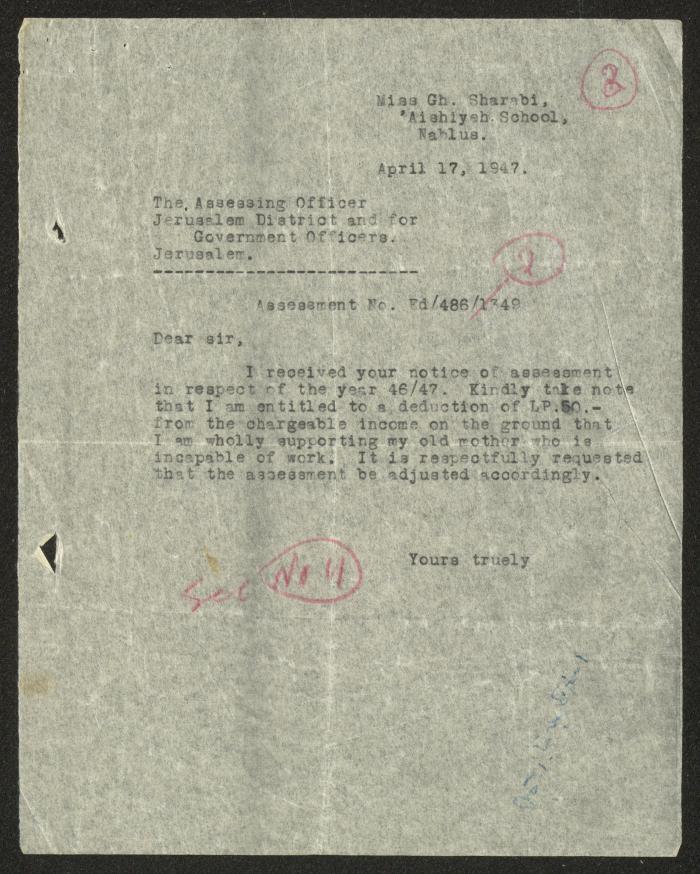 2
Miss Gh. Sharabi,
'Aishiyeh School,
Nablus.
April 17, 1947.
The Assessing Officer
Jerusalem District and for
Government Officers.
Jerusalem.
2
Assessment No. Ed/486/1349
Dear sir,
I received your notice of assessment
in respect of the year 46/47. Kindly take note
that I am entitled to a deduction of LP.50.-
from the chargeable income on the ground that
I am wholly supporting my old mother who is
incapable of work. It is respectfully requested
that the assessment be adjusted accordingly.
Yours truely
See No 11